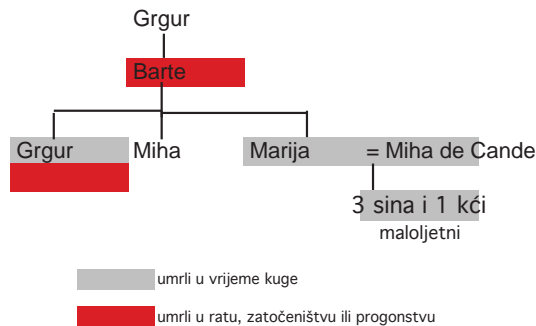 Grgur
Barte
Grgur Miha Marija = Miha de Cande
3 sina i 1 kći
maloljetni
umrli u vrijeme kuge
umrli u ratu, zatočeništvu ili progonstvu